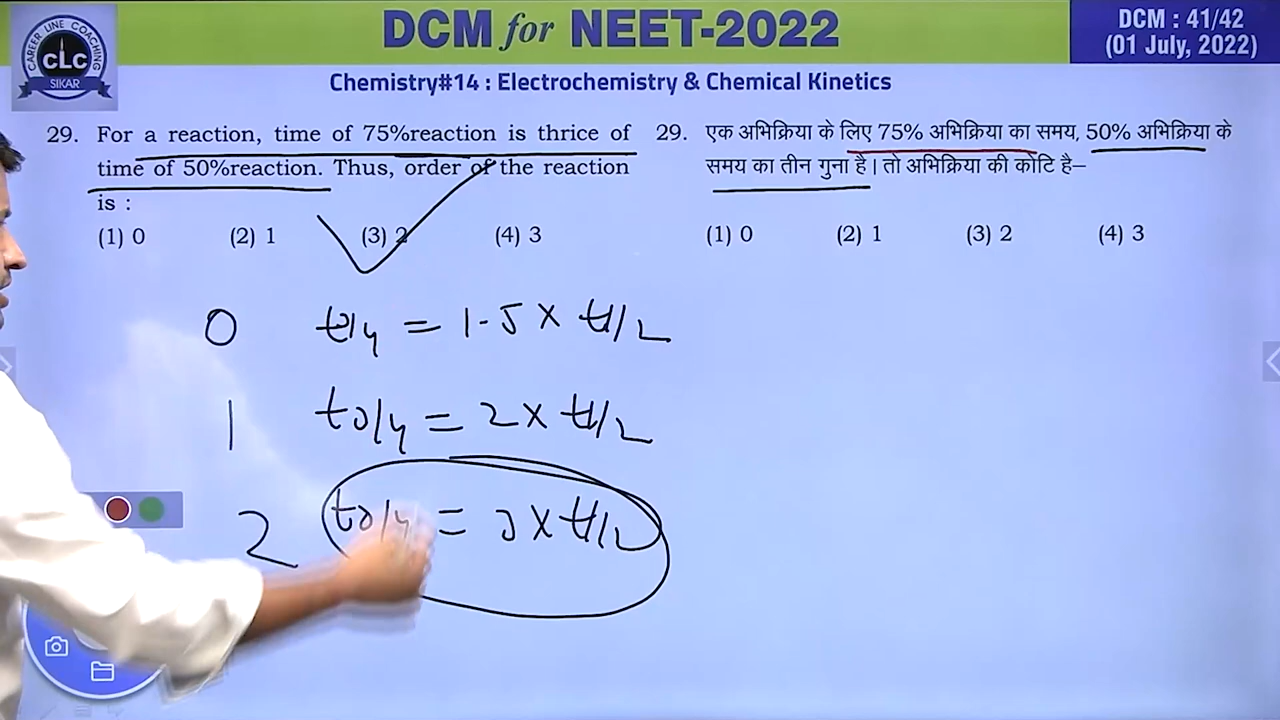 CAREER LINE COACHING
CLC
SIKAR
DCM for NEET-2022
DCM : 41/42
(01 July, 2022)
Chemistry#14 : Electrochemistry & Chemical Kinetics
29. For a reaction, time of 75%reaction is thrice of
time of 50%reaction. Thus, order of the reaction
is :
(1) 0 (2) 1 (3) 2 (4) 3
29. एक अभिक्रिया के लिए 75% अभिक्रिया का समय, 50% अभिक्रिया के
समय का तीन गुना है। तो अभिक्रिया की कोटि है–
(1) 0 (2) 1 (3) 2 (4) 3
0 t3/4 = 1.5 × t1/2
1 t3/4 = 2 × t1/2
2 t3/4 = 3 × t1/2